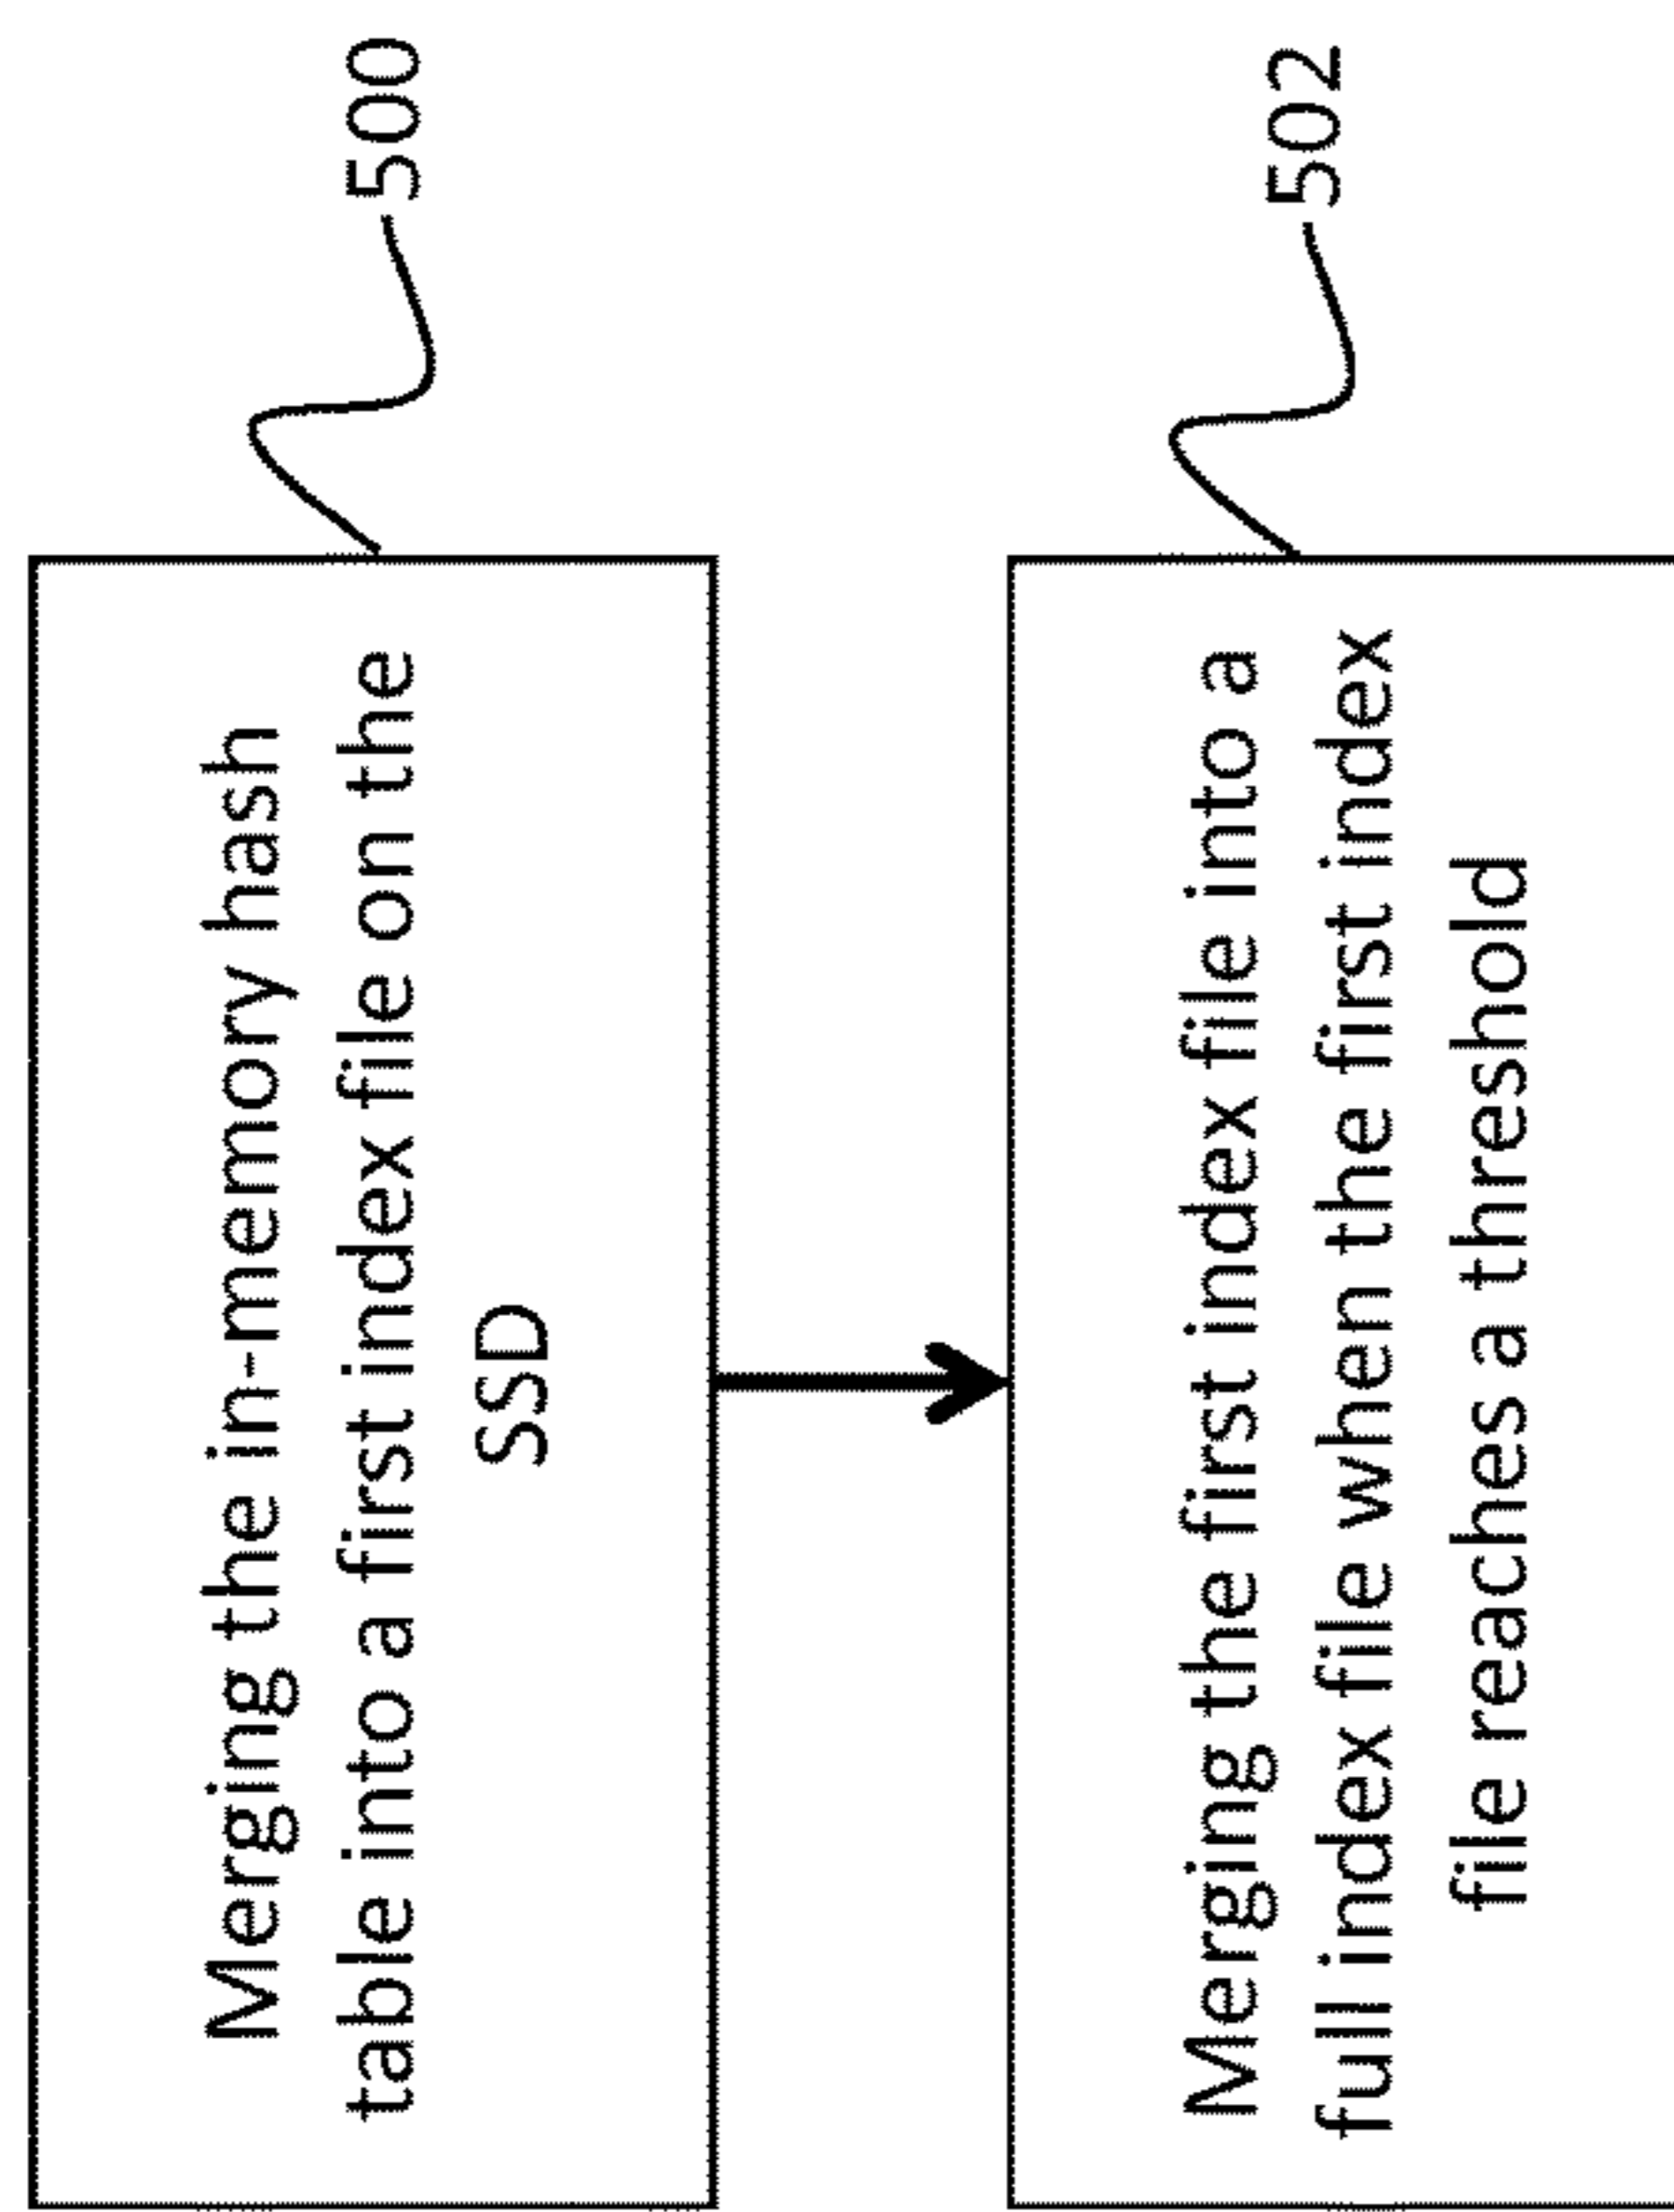 Merging the in-memory hash
table into a first index file on the
SSD
500
Merging the first index file into a
full index file when the first index
file reaches a threshold
502